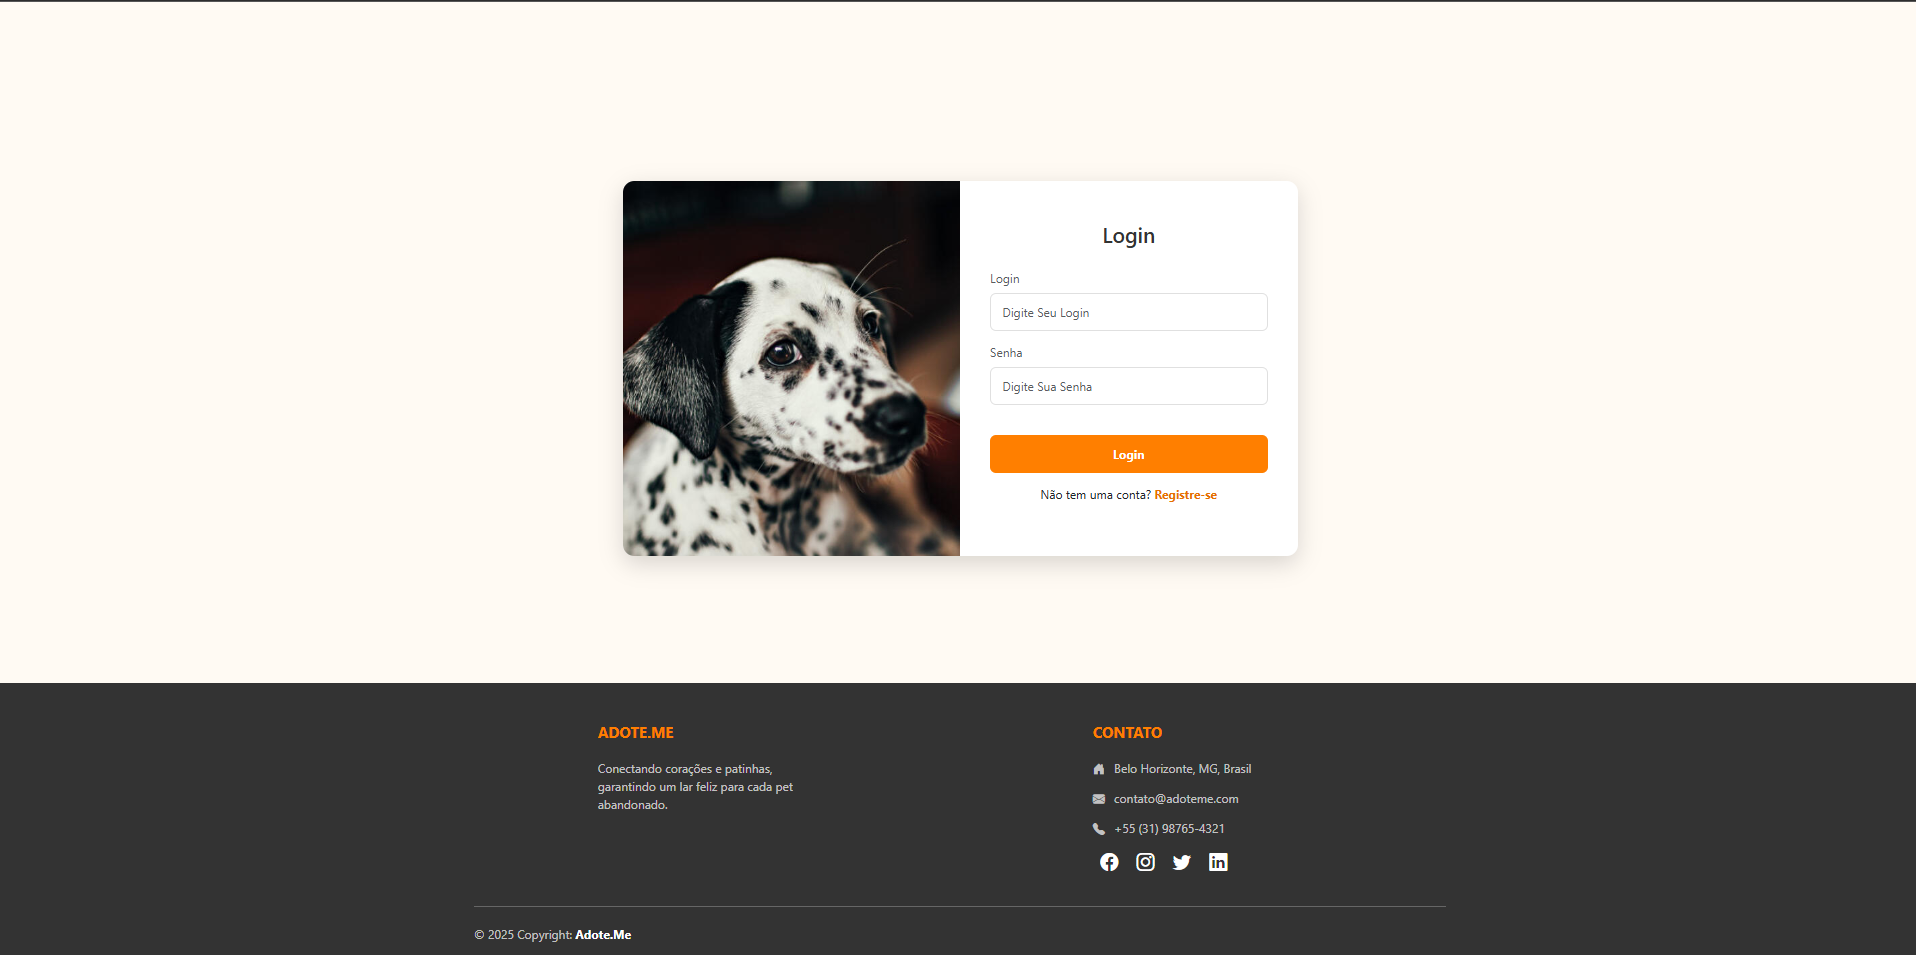 Login
Login
Digite Seu Login
Senha
Digite Sua Senha
Login
Não tem uma conta? Registre-se
ADOTE.ME
Conectando corações e patinhas,
garantindo um lar feliz para cada pet
abandonado.
CONTATO
Belo Horizonte, MG, Brasil
contato@adoteme.com
+55 (31) 98765-4321
© 2025 Copyright: Adote.Me